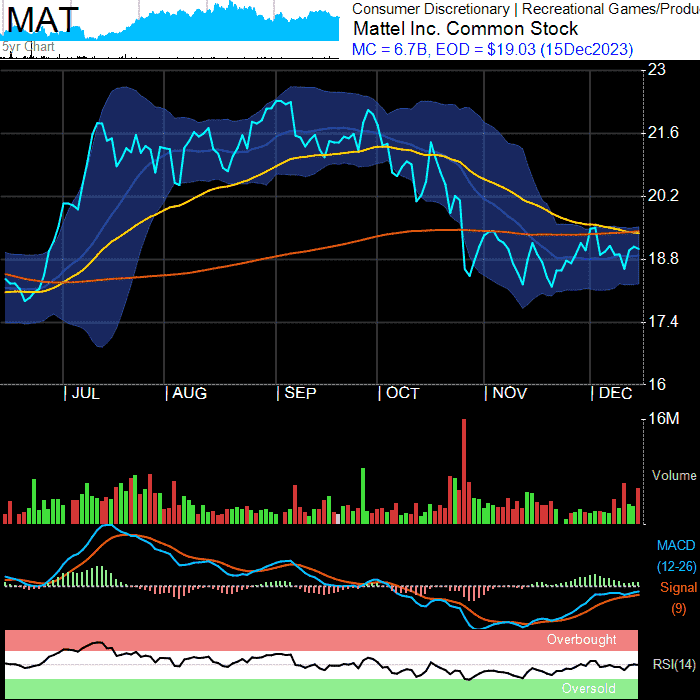 MAT
5yr Chart
Consumer Discretionary | Recreational Games/Produ
Mattel Inc. Common Stock
MC = 6.7B, EOD = $19.03 (15Dec2023)
23
21.6
20.2
18.8
17.4
16
| JUL | AUG | SEP | OCT | NOV | DEC
16M
Volume
MACD
(12-26)
Signal
(9)
Overbought
RSI(14)
Oversold